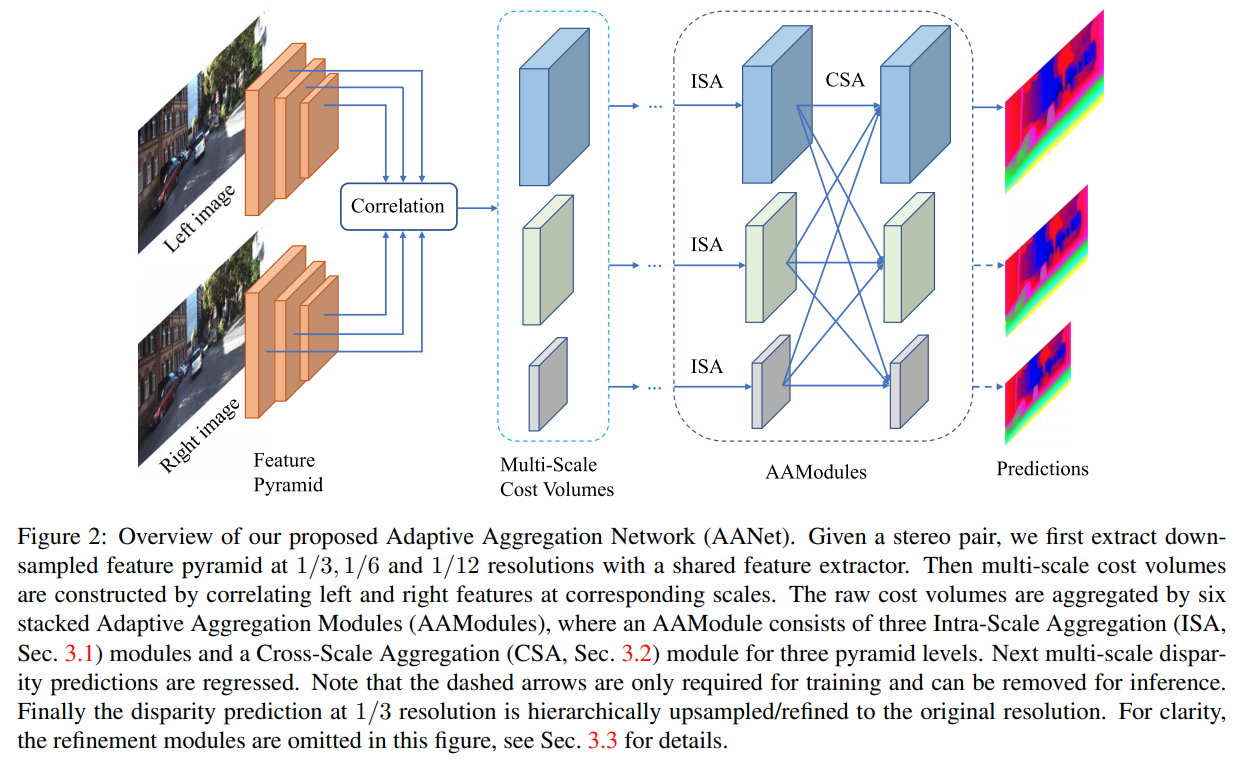 Left image
Right image
Correlation
ISA
CSA
ISA
ISA
...
...
...
Feature
Pyramid
Multi-Scale
Cost Volumes
AAModules
Predictions
Figure 2: Overview of our proposed Adaptive Aggregation Network (AANet). Given a stereo pair, we first extract down-
sampled feature pyramid at 1/3, 1/6 and 1/12 resolutions with a shared feature extractor. Then multi-scale cost volumes
are constructed by correlating left and right features at corresponding scales. The raw cost volumes are aggregated by six
stacked Adaptive Aggregation Modules (AAModules), where an AAModule consists of three Intra-Scale Aggregation (ISA,
Sec. 3.1) modules and a Cross-Scale Aggregation (CSA, Sec. 3.2) module for three pyramid levels. Next multi-scale dispar-
ity predictions are regressed. Note that the dashed arrows are only required for training and can be removed for inference.
Finally the disparity prediction at 1/3 resolution is hierarchically upsampled/refined to the original resolution. For clarity,
the refinement modules are omitted in this figure, see Sec. 3.3 for details.